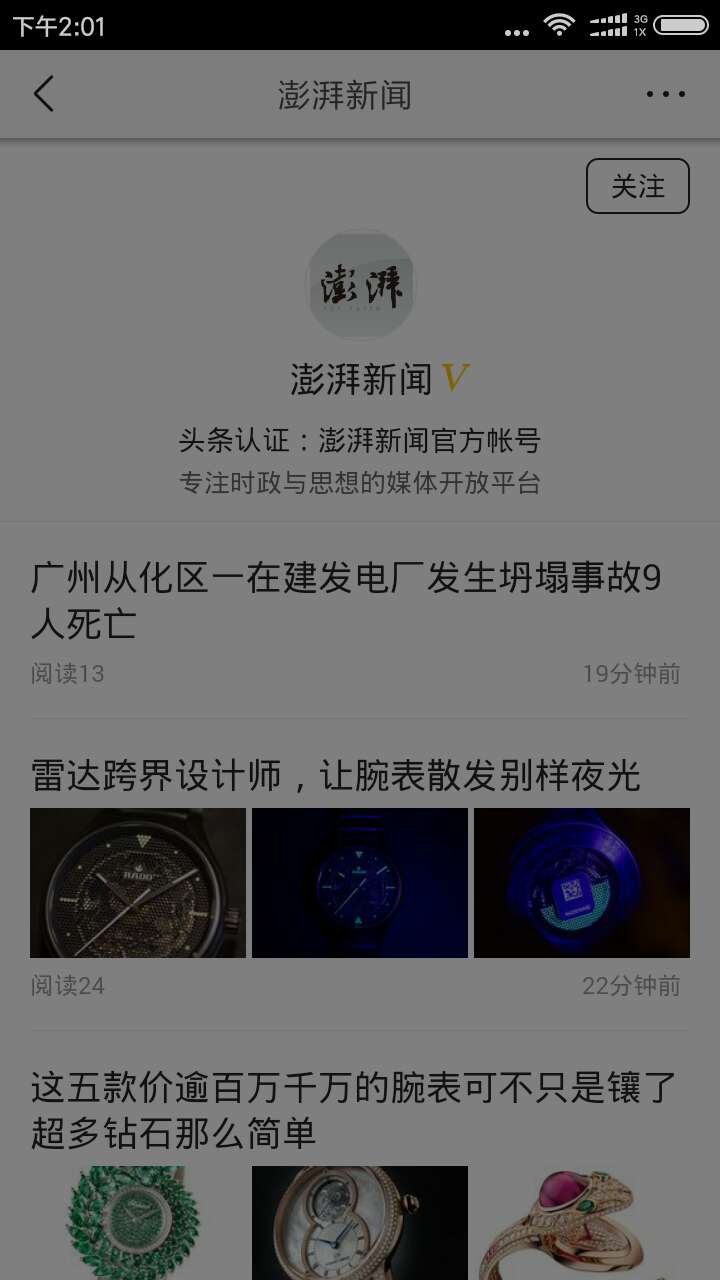 下午2:01
3G
1X
澎湃新闻
关注
澎湃
澎湃新闻 V
头条认证：澎湃新闻官方帐号
专注时政与思想的媒体开放平台
广州从化区一在建发电厂发生坍塌事故9
人死亡
阅读13 19分钟前
雷达跨界设计师，让腕表散发别样夜光
RADO
阅读24 22分钟前
这五款价逾百万千万的腕表可不只是镶了
超多钻石那么简单